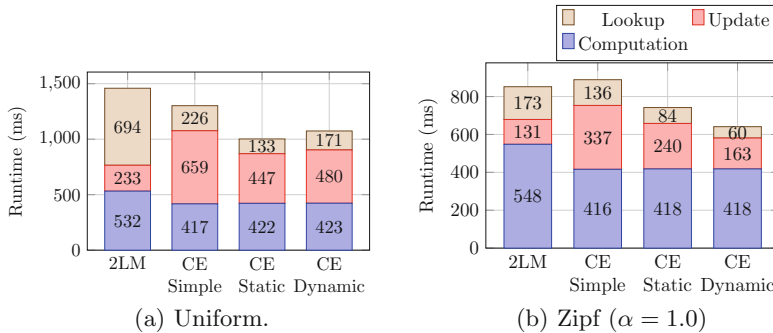 Lookup Update
Computation
Runtime (ms)
1,500
1,000
500
0
694
233
532
226
659
417
133
447
422
171
480
423
2LM
CE Simple
CE Static
CE Dynamic
(a) Uniform.
Runtime (ms)
800
600
400
200
0
173
131
548
136
337
416
84
240
418
60
163
418
2LM
CE Simple
CE Static
CE Dynamic
(b) Zipf (α = 1.0)